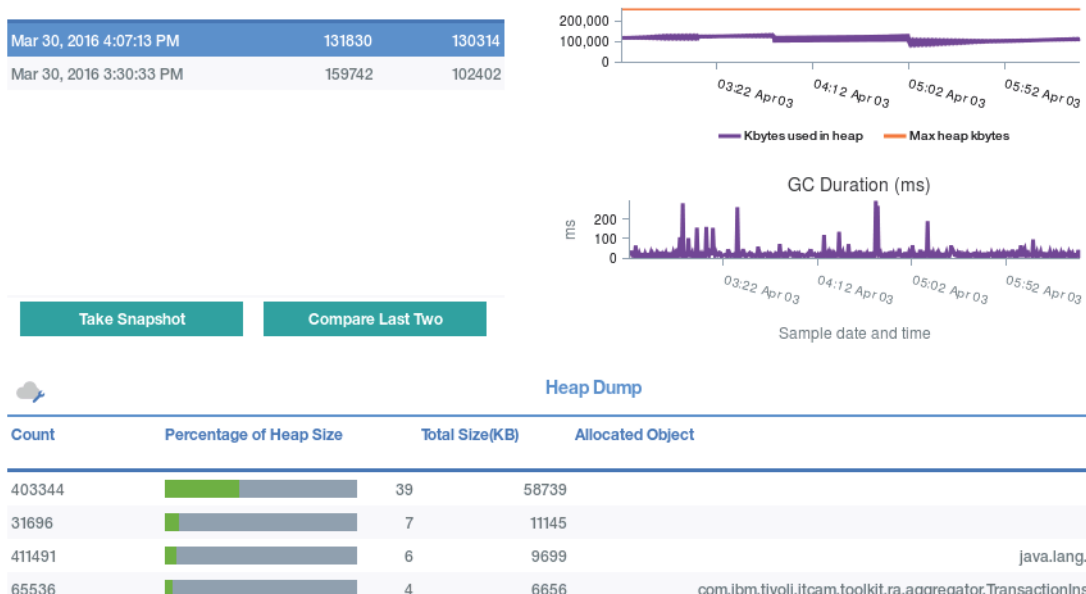 Mar 30, 2016 4:07:13 PM 131830 130314
Mar 30, 2016 3:30:33 PM 159742 102402
200,000
100,000
0
03:22 Apr 03 04:12 Apr 03 05:02 Apr 03 05:52 Apr 03
Kbytes used in heap Max heap kbytes
GC Duration (ms)
ms
200
100
0
03:22 Apr 03 04:12 Apr 03 05:02 Apr 03 05:52 Apr 03
Sample date and time
Take Snapshot Compare Last Two
Heap Dump
Count Percentage of Heap Size Total Size(KB) Allocated Object
403344 39 58739
31696 7 11145
411491 6 9699 java.lang.
65536 4 6656 com.ibm.tivoli.itcam.toolkit.ra.aggregator.TransactionIns